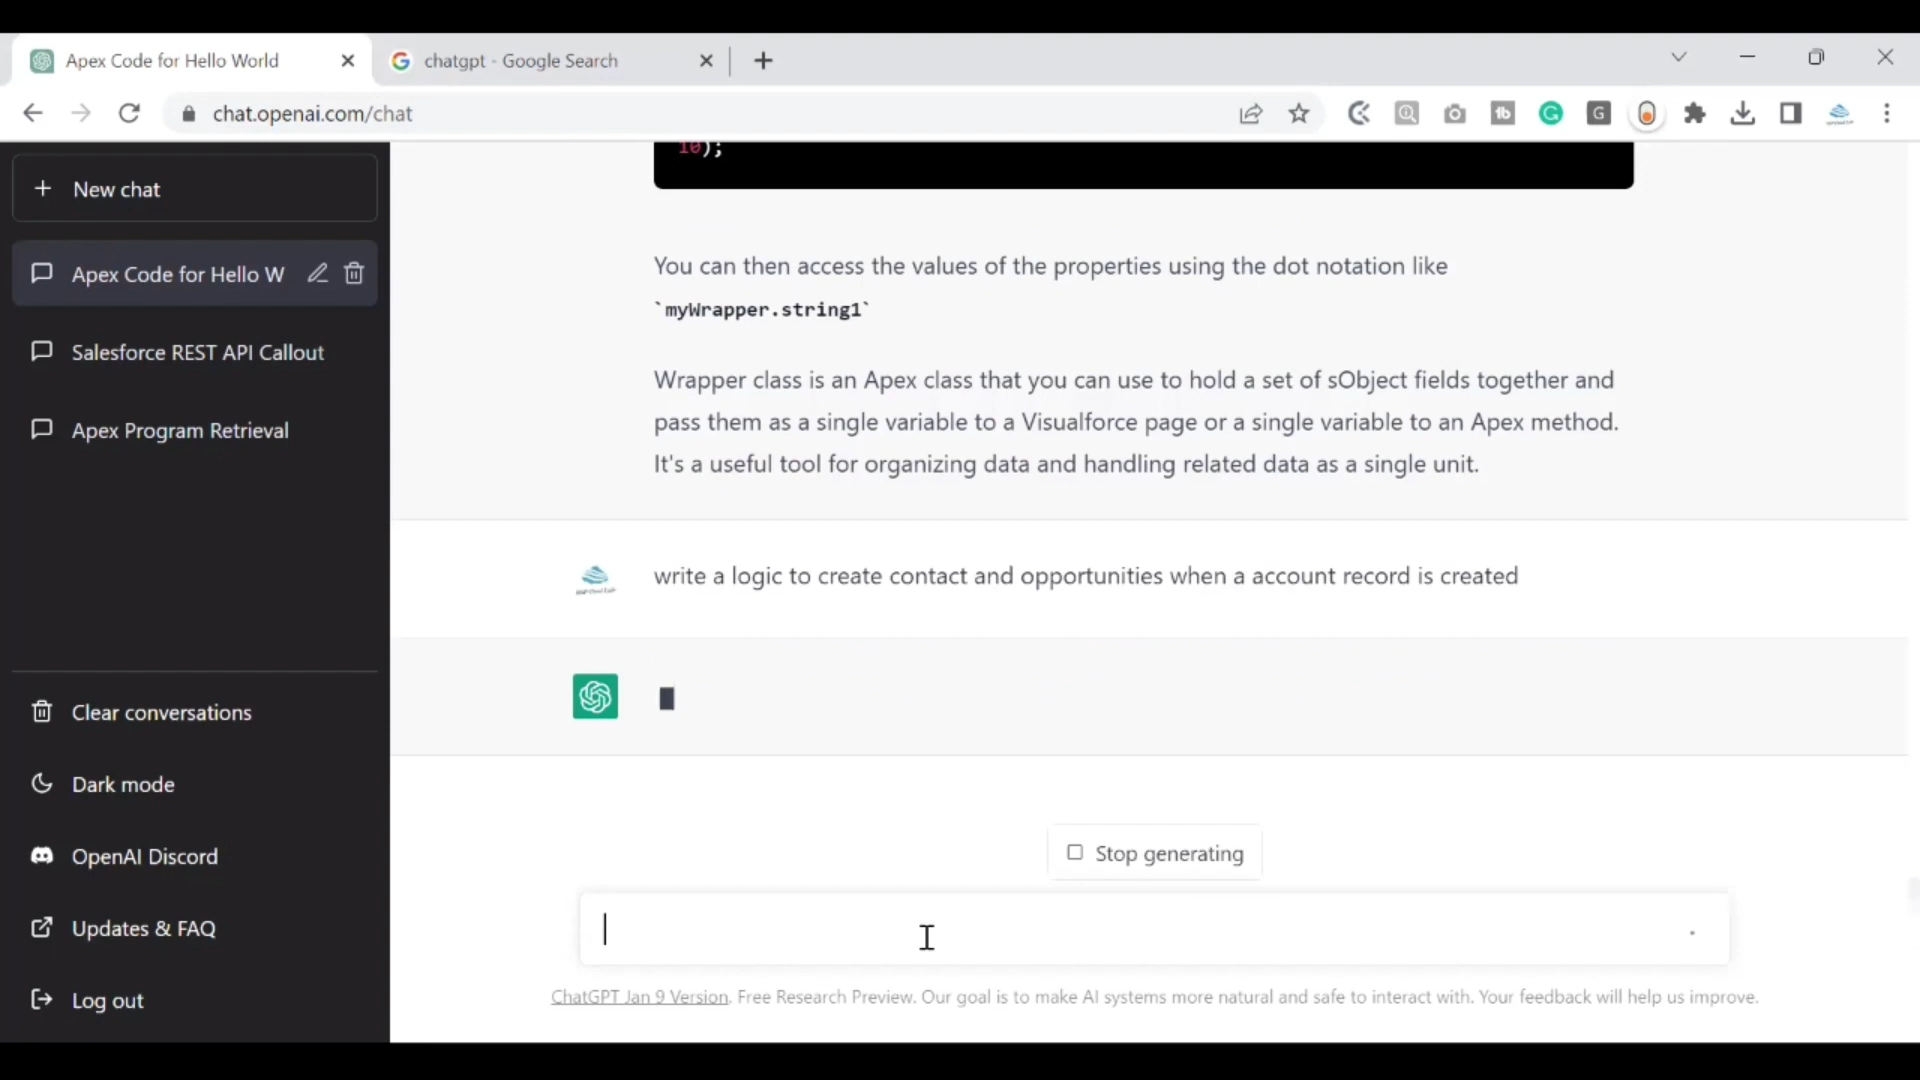 Apex Code for Hello World
chatgpt - Google Search
chat.openai.com/chat
New chat
Apex Code for Hello W
Salesforce REST API Callout
Apex Program Retrieval
Clear conversations
Dark mode
OpenAI Discord
Updates & FAQ
Log out
10);
You can then access the values of the properties using the dot notation like
`myWrapper.string1`
Wrapper class is an Apex class that you can use to hold a set of sObject fields together and
pass them as a single variable to a Visualforce page or a single variable to an Apex method.
It's a useful tool for organizing data and handling related data as a single unit.
write a logic to create contact and opportunities when a account record is created
Stop generating
ChatGPT Jan 9 Version. Free Research Preview. Our goal is to make AI systems more natural and safe to interact with. Your feedback will help us improve.